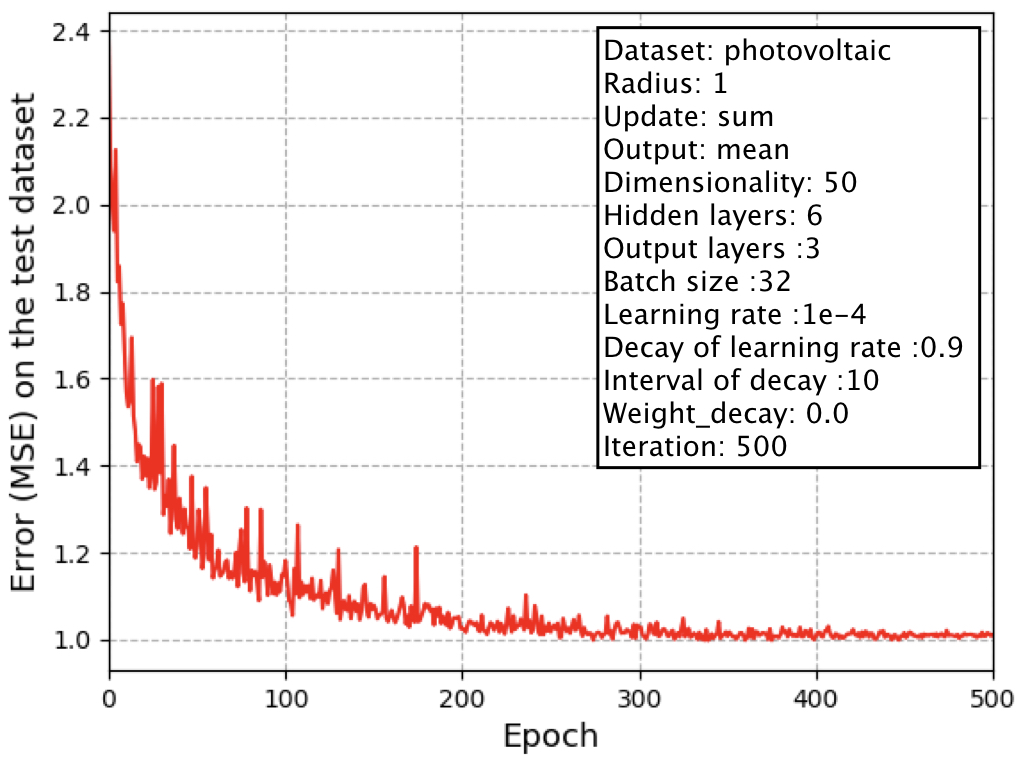 2.4
2.2
2.0
1.8
1.6
1.4
1.2
1.0
Error (MSE) on the test dataset
Dataset: photovoltaic
Radius: 1
Update: sum
Output: mean
Dimensionality: 50
Hidden layers: 6
Output layers :3
Batch size :32
Learning rate :1e-4
Decay of learning rate :0.9
Interval of decay :10
Weight_decay: 0.0
Iteration: 500
0 100 200 300 400 500
Epoch